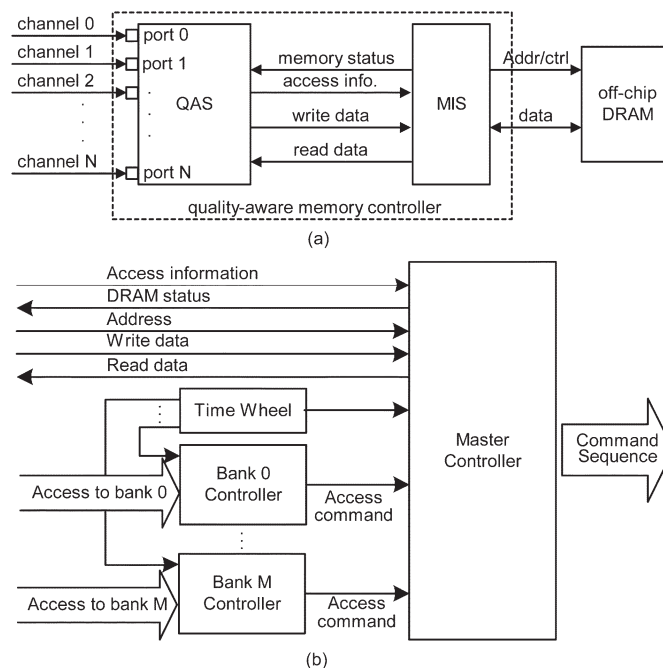 channel 0
port 0
channel 1
port 1
channel 2
channel N
port N
QAS
memory status
access info.
write data
read data
MIS
Addr/ctrl
data
off-chip
DRAM
quality-aware memory controller
(a)
Access information
DRAM status
Address
Write data
Read data
Time Wheel
Master
Controller
Command
Sequence
Bank 0
Controller
Access to bank 0
Access
command
Bank M
Controller
Access to bank M
Access
command
(b)